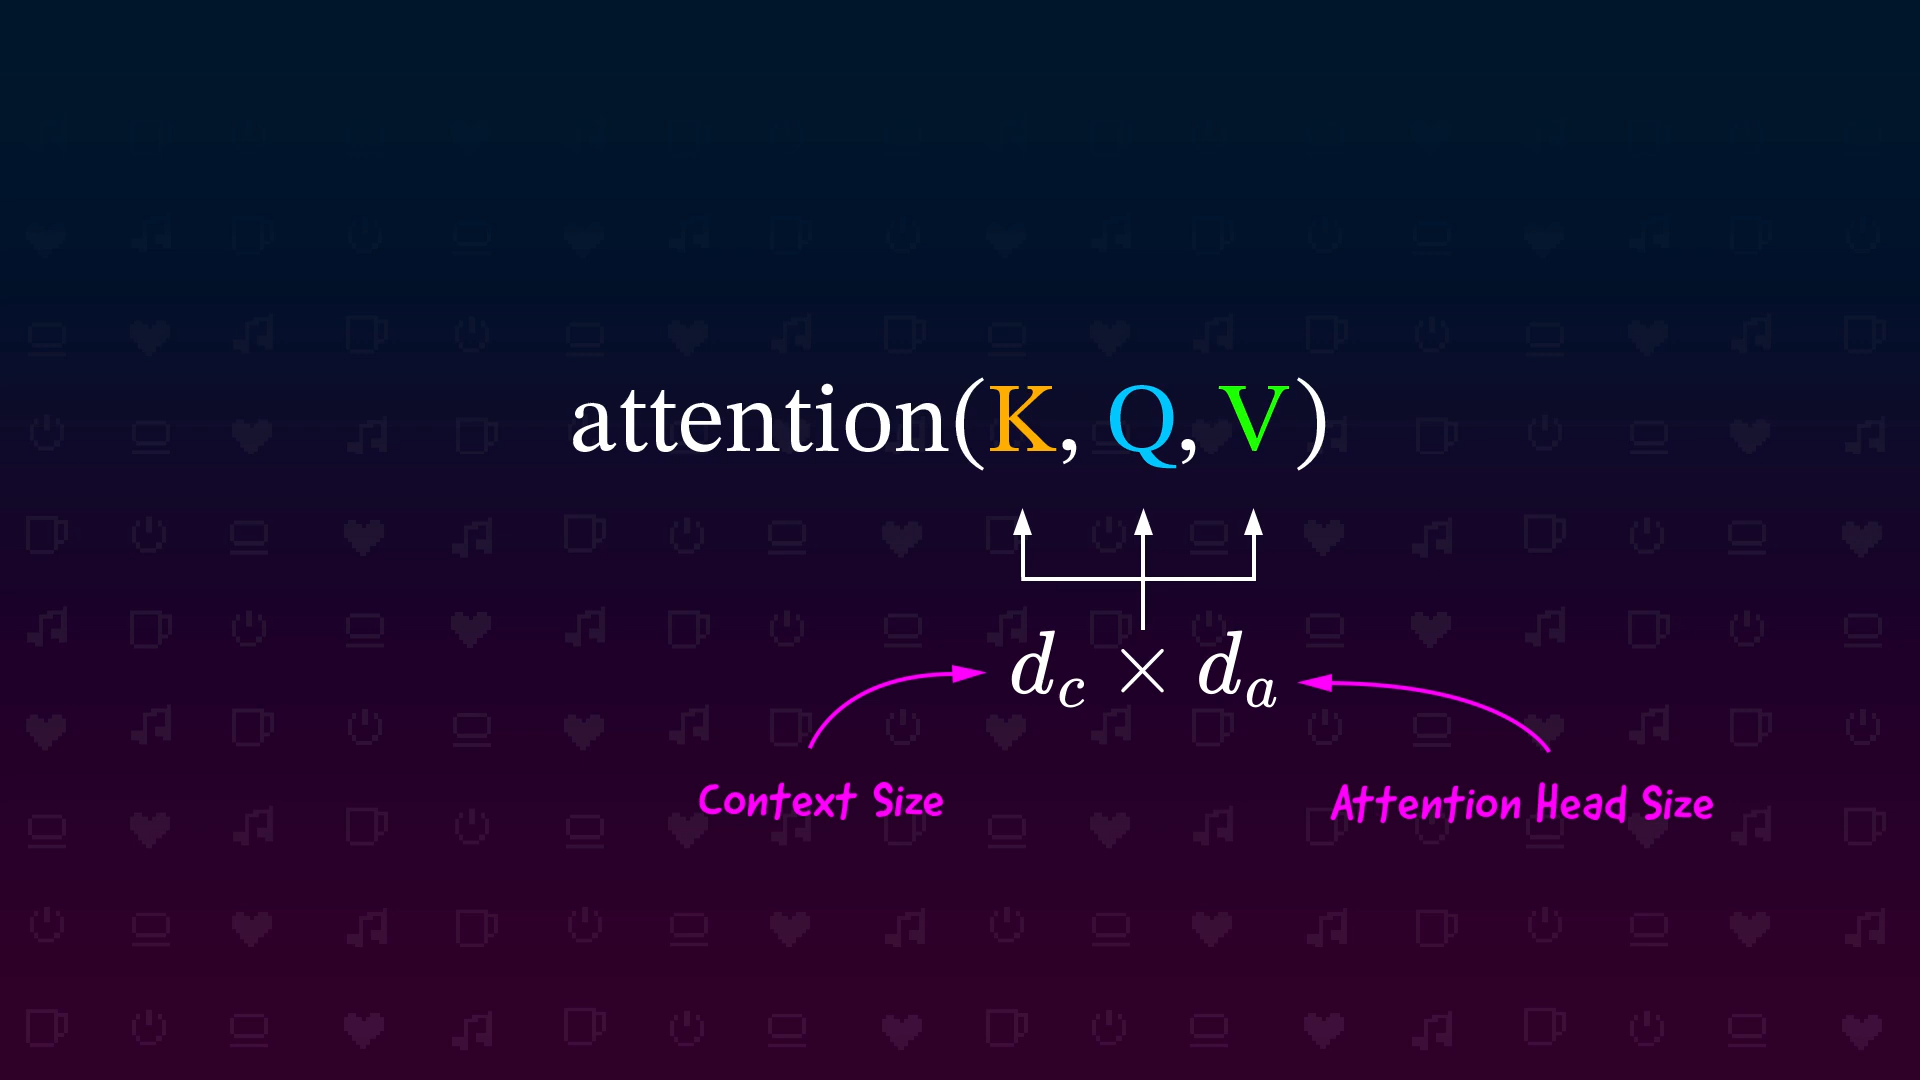 attention(K, Q, V)
d_c × d_a
Context Size
Attention Head Size